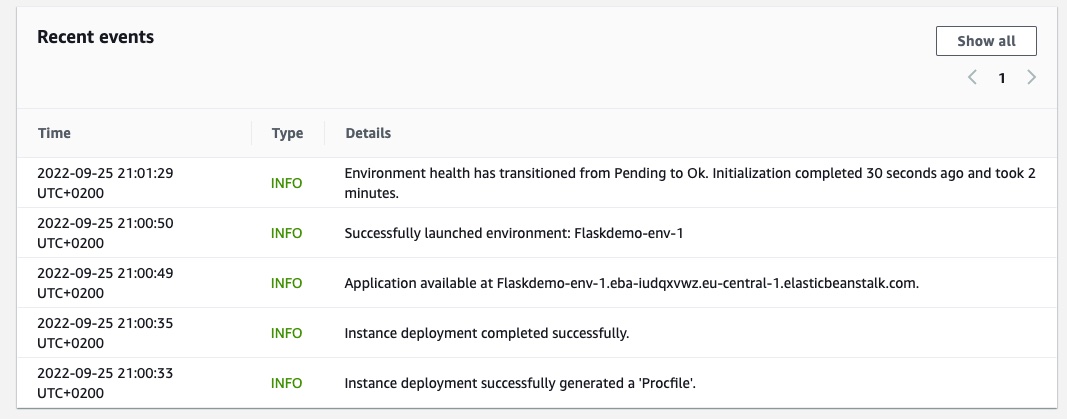 Recent events
Show all
1
Time Type Details
2022-09-25 21:01:29
UTC+0200
INFO
Environment health has transitioned from Pending to Ok. Initialization completed 30 seconds ago and took 2
minutes.
2022-09-25 21:00:50
UTC+0200
INFO
Successfully launched environment: Flaskdemo-env-1
2022-09-25 21:00:49
UTC+0200
INFO
Application available at Flaskdemo-env-1.eba-iudqxvwz.eu-central-1.elasticbeanstalk.com.
2022-09-25 21:00:35
UTC+0200
INFO
Instance deployment completed successfully.
2022-09-25 21:00:33
UTC+0200
INFO
Instance deployment successfully generated a 'Procfile'.